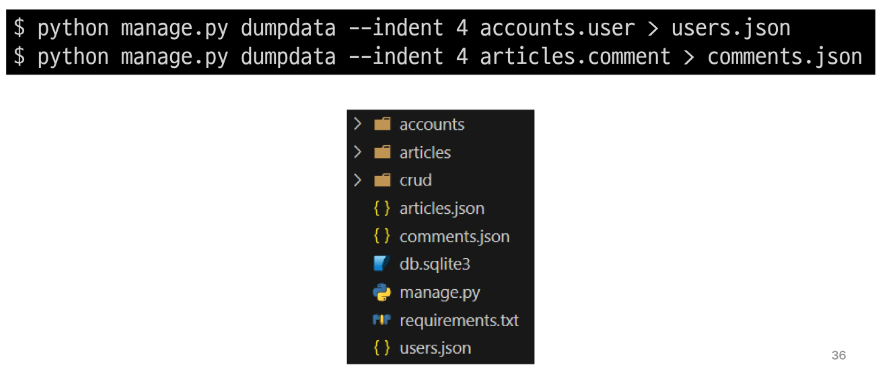 $ python manage.py dumpdata --indent 4 accounts.user > users.json
$ python manage.py dumpdata --indent 4 articles.comment > comments.json
accounts
articles
crud
articles.json
comments.json
db.sqlite3
manage.py
requirements.txt
users.json
36